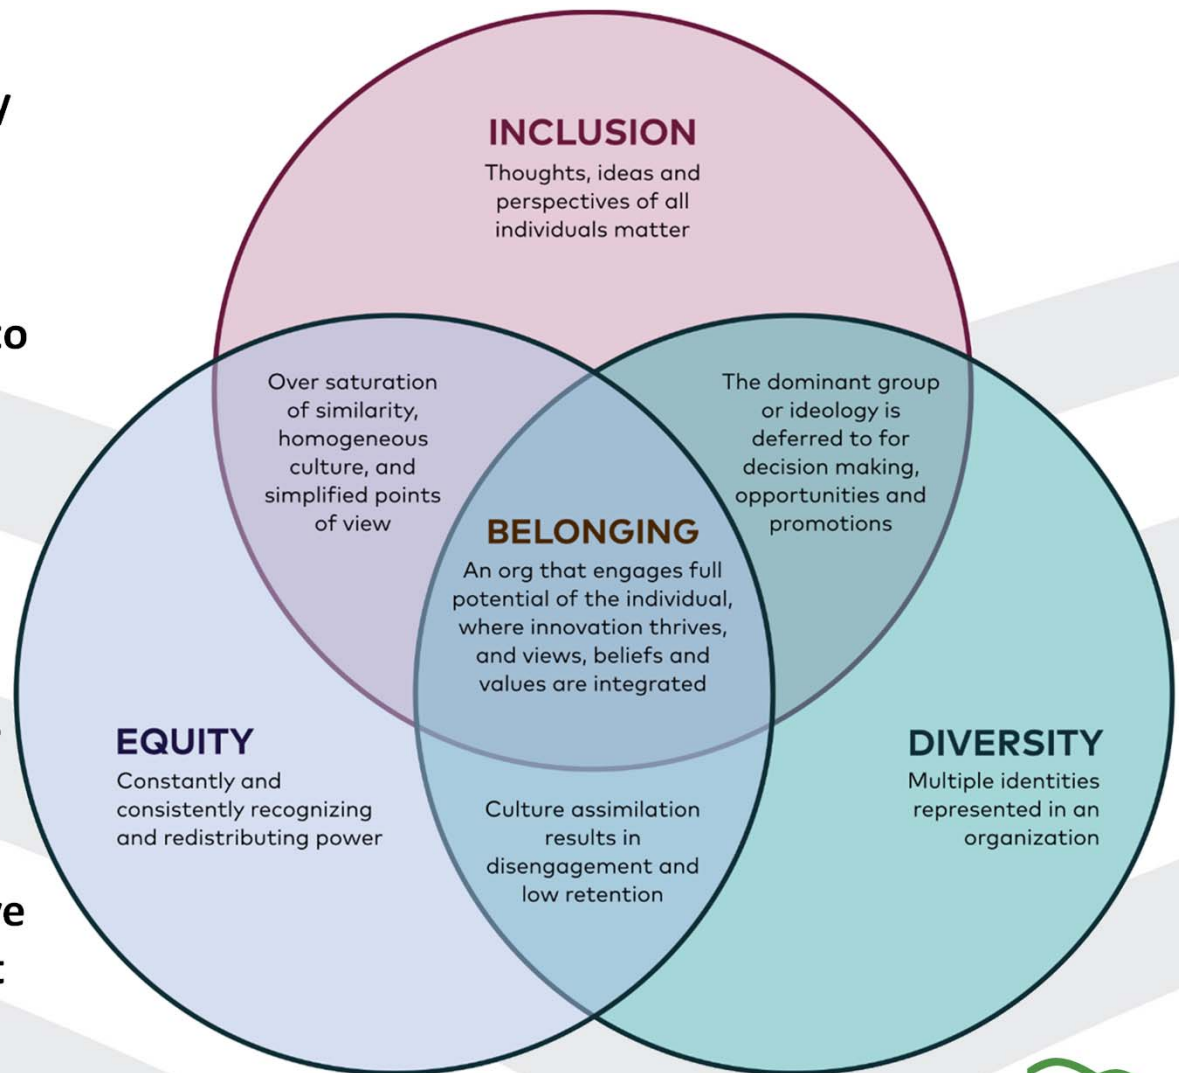 INCLUSION
Thoughts, ideas and
perspectives of all
individuals matter
Over saturation
of similarity,
homogeneous
culture, and
simplified points
of view
The dominant group
or ideology is
deferred to for
decision making,
opportunities and
promotions
BELONGING
An org that engages full
potential of the individual,
where innovation thrives,
and views, beliefs and
values are integrated
EQUITY
Constantly and
consistently recognizing
and redistributing power
DIVERSITY
Multiple identities
represented in an
organization
Culture assimilation
results in
disengagement and
low retention